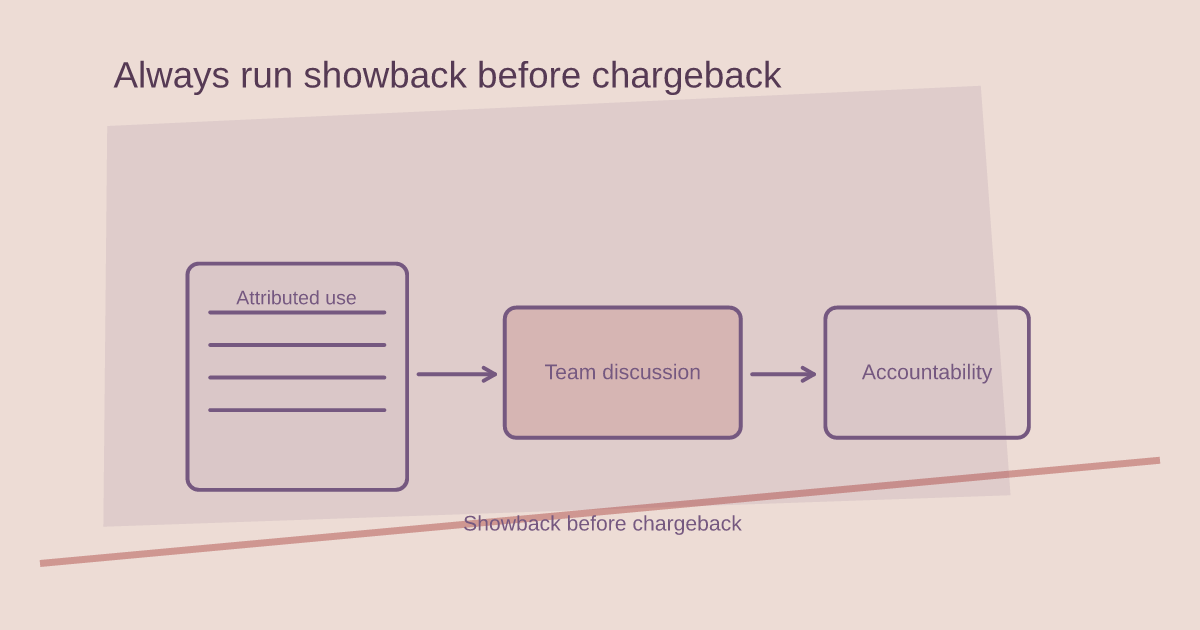 Always run showback before chargeback
Attributed use
Team discussion
Accountability
Showback before chargeback